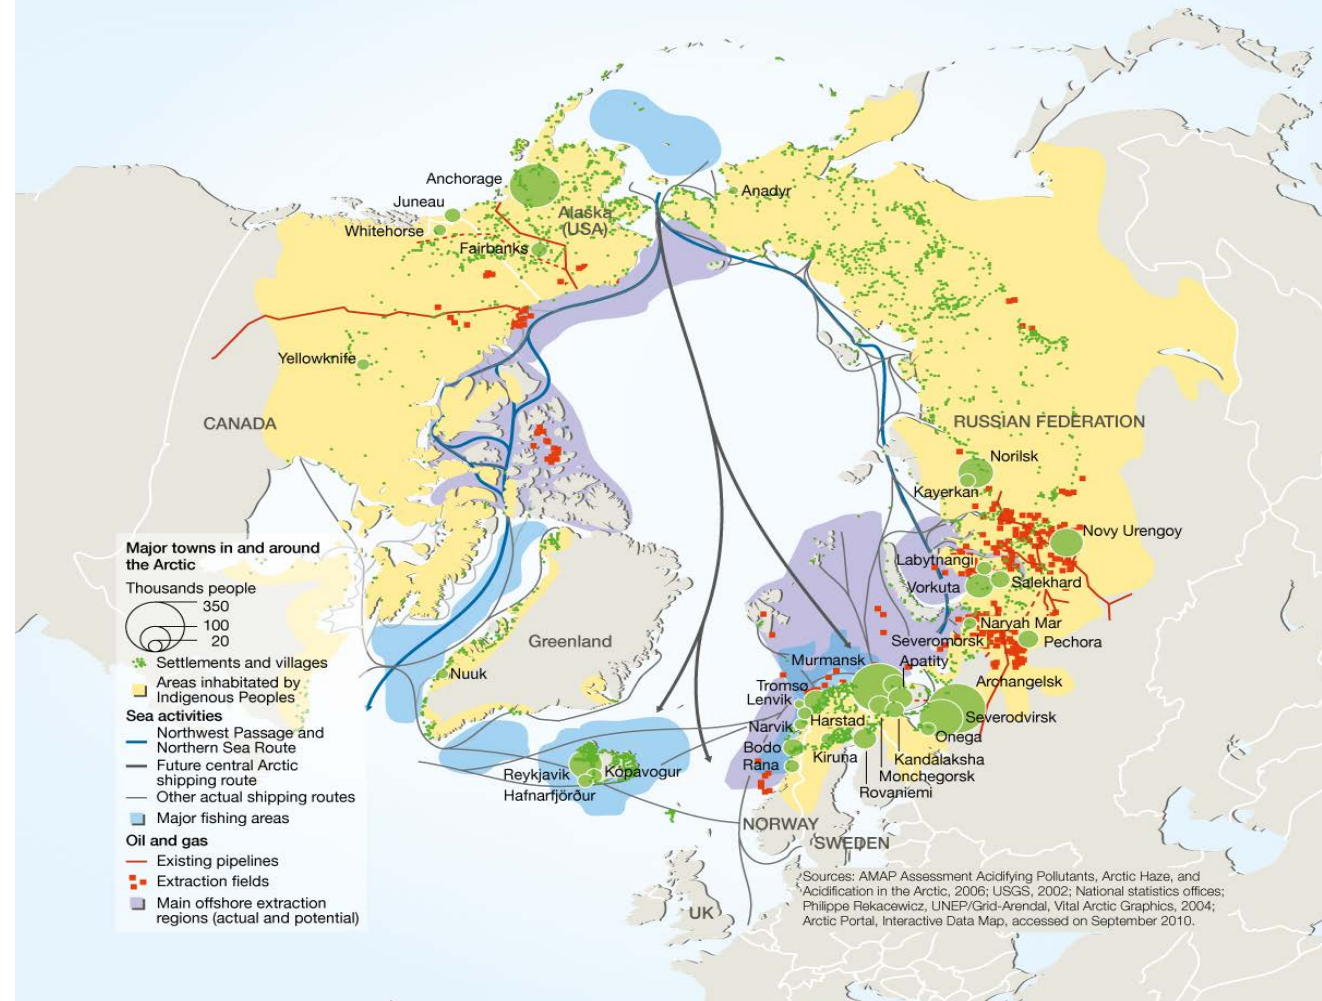 Anchorage
Juneau
Whitehorse
Alaska
(USA)
Fairbanks
Anadyr
Yellowknife
CANADA
RUSSIAN FEDERATION
Norilsk
Kayerkan
Novy Urengoy
Labytnangi
Vorkuta
Salekhard
Naryah Mar
Severomorsk
Pechora
Murmansk
Apatity
Archangelsk
Tromsø
Lenvik
Harstad
Severodvirsk
Narvik
Onega
Bodo
Kiruna
Kandalaksha
Rana
Monchegorsk
Rovaniemi
Greenland
Nuuk
Reykjavik
Kópavogur
Hafnarfjörður
NORWAY
SWEDEN
UK
Major towns in and around
the Arctic
Thousands people
350
100
20
Settlements and villages
Areas inhabitated by
Indigenous Peoples
Sea activities
Northwest Passage and
Northern Sea Route
Future central Arctic
shipping route
Other actual shipping routes
Major fishing areas
Oil and gas
Existing pipelines
Extraction fields
Main offshore extraction
regions (actual and potential)
Sources: AMAP Assessment Acidifying Pollutants, Arctic Haze, and
Acidification in the Arctic, 2006; USGS, 2002; National statistics offices;
Philippe Rekacewicz, UNEP/Grid-Arendal, Vital Arctic Graphics, 2004;
Arctic Portal, Interactive Data Map, accessed on September 2010.